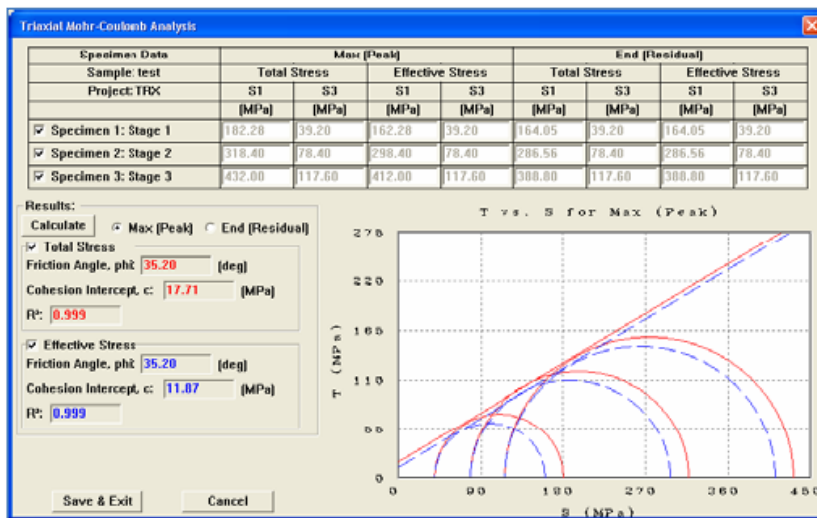 Triaxial Mohr-Coulomb Analysis
Specimen Data Max (Peak) End (Residual)
Sample: test Total Stress Effective Stress Total Stress Effective Stress
Project: TRX S1 S3 S1 S3 S1 S3 S1 S3
(MPa) (MPa) (MPa) (MPa) (MPa) (MPa) (MPa) (MPa)
Specimen 1: Stage 1 182.28 39.20 162.28 39.20 164.05 39.20 164.05 39.20
Specimen 2: Stage 2 318.40 78.40 298.40 78.40 286.56 78.40 286.56 78.40
Specimen 3: Stage 3 432.00 117.60 412.00 117.60 388.80 117.60 388.80 117.60
Results:
Calculate Max (Peak) End (Residual)
Total Stress
Friction Angle, phi: 35.20 (deg)
Cohesion Intercept, c: 17.71 (MPa)
R²: 0.999
Effective Stress
Friction Angle, phi: 35.20 (deg)
Cohesion Intercept, c: 11.87 (MPa)
R²: 0.999
Save & Exit Cancel
T vs. S for Max (Peak)
T (MPa)
275
220
165
110
55
0
0 90 180 270 360 450
S (MPa)